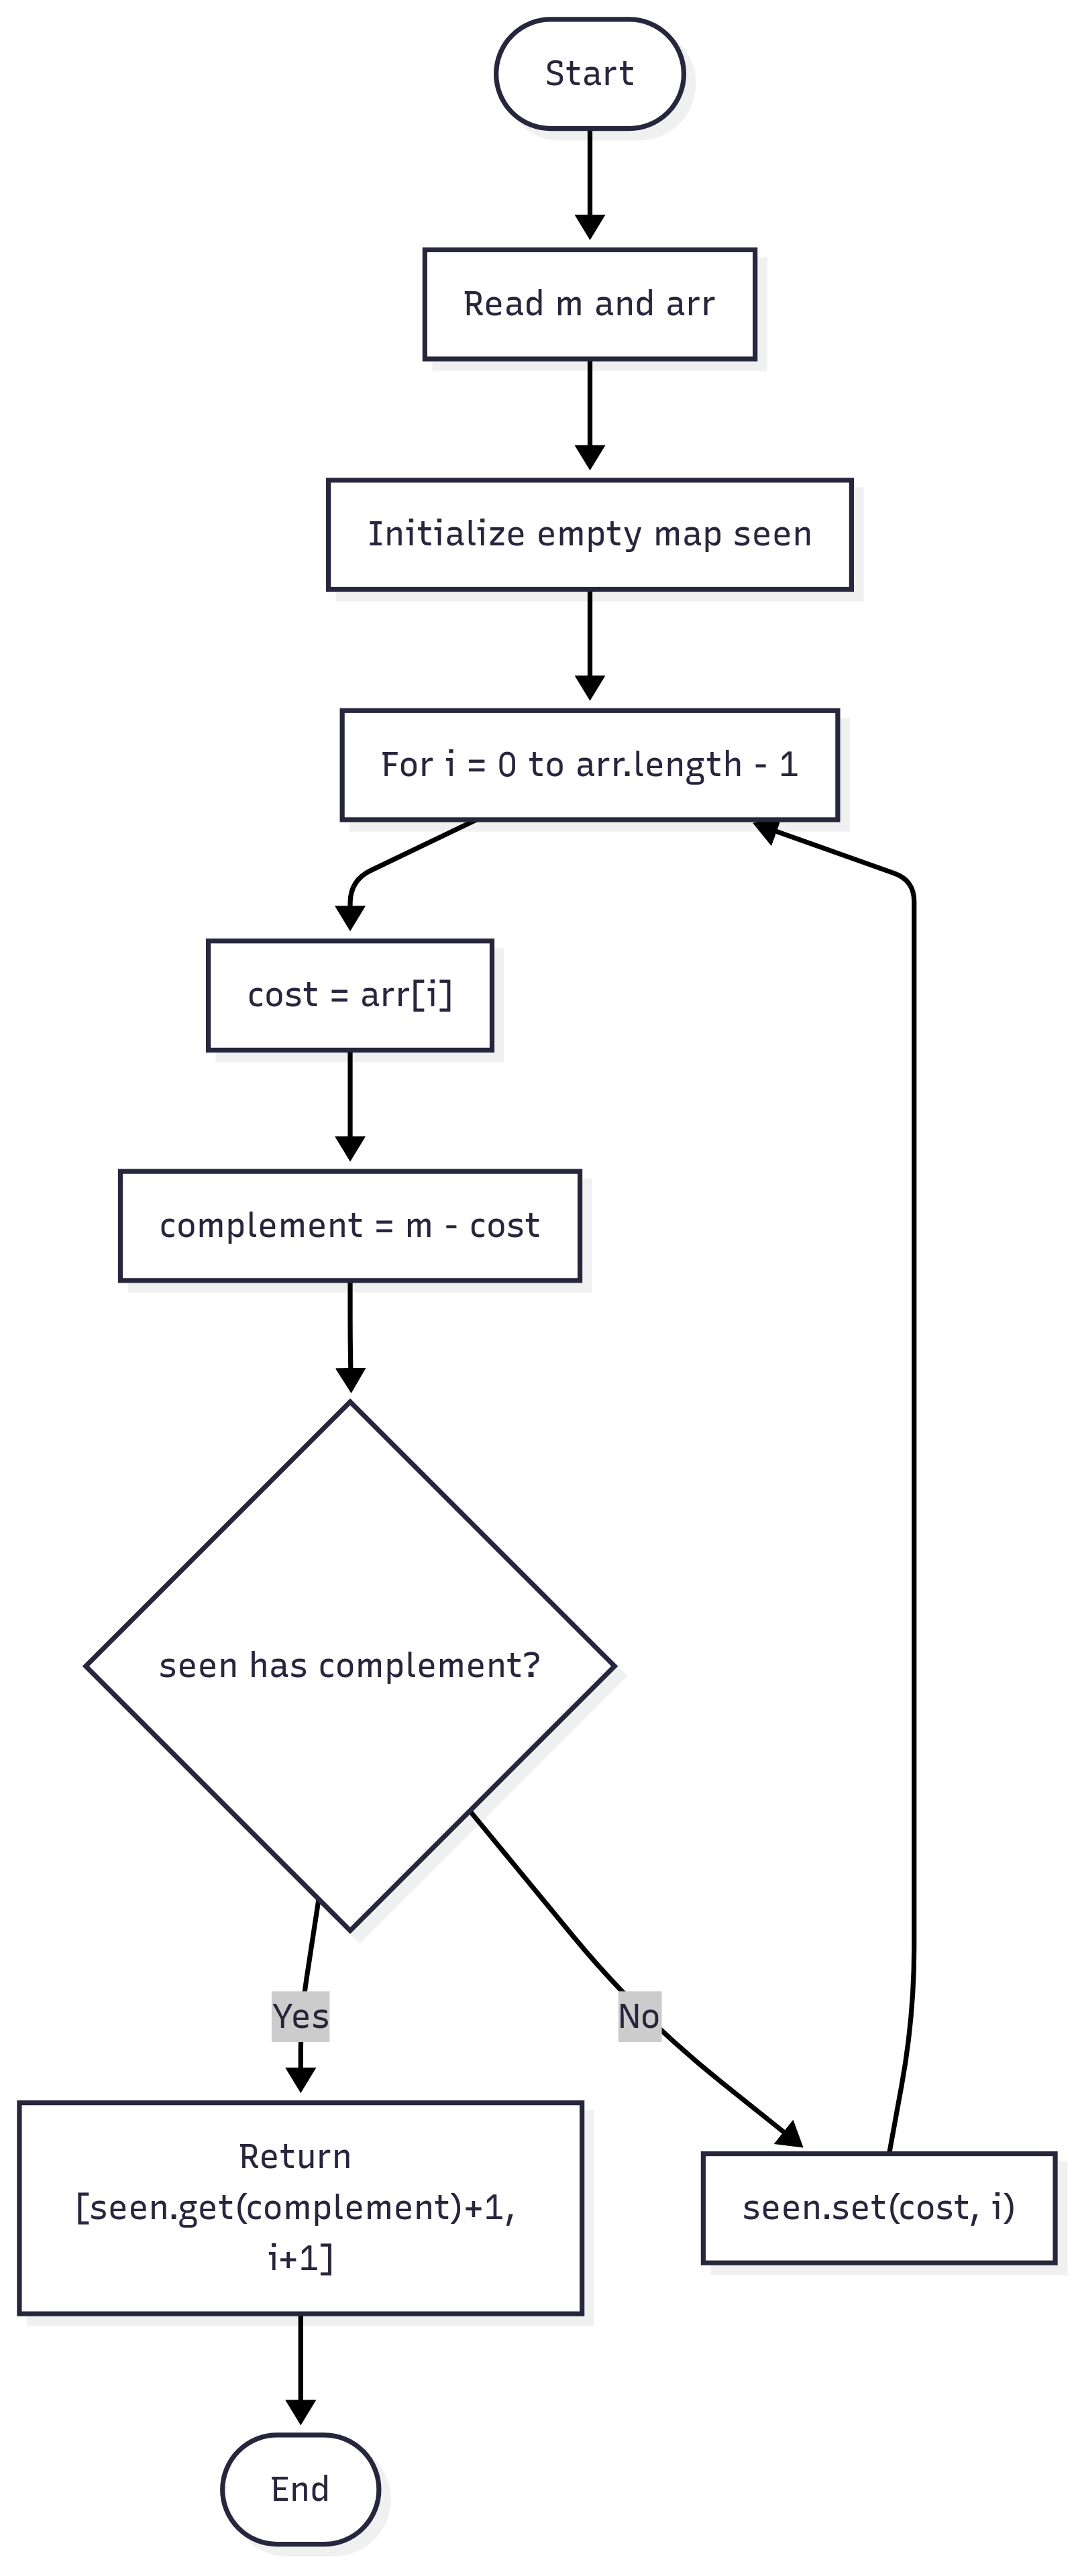 Start
Read m and arr
Initialize empty map seen
For i = 0 to arr.length - 1
cost = arr[i]
complement = m - cost
seen has complement?
Yes
No
Return
[seen.get(complement)+1,
i+1]
seen.set(cost, i)
End